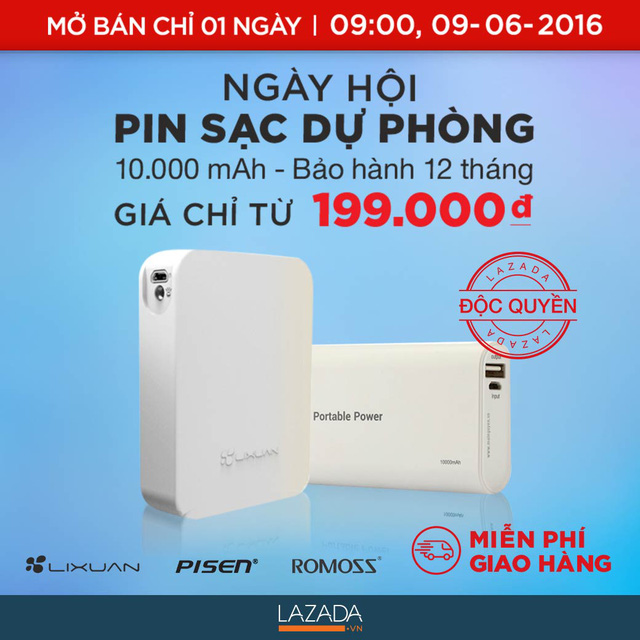 MỞ BÁN CHỈ 01 NGÀY | 09:00, 09-06-2016
NGÀY HỘI
PIN SẠC DỰ PHÒNG
10.000 mAh - Bảo hành 12 tháng
GIÁ CHỈ TỪ 199.000đ
LAZADA
ĐỘC QUYỀN
LAZADA
output
input
Portable Power
10000mAh
LIXUAN
LIXUAN PISEN® ROMOSS®
MIỄN PHÍ
GIAO HÀNG
LAZADA
.VN